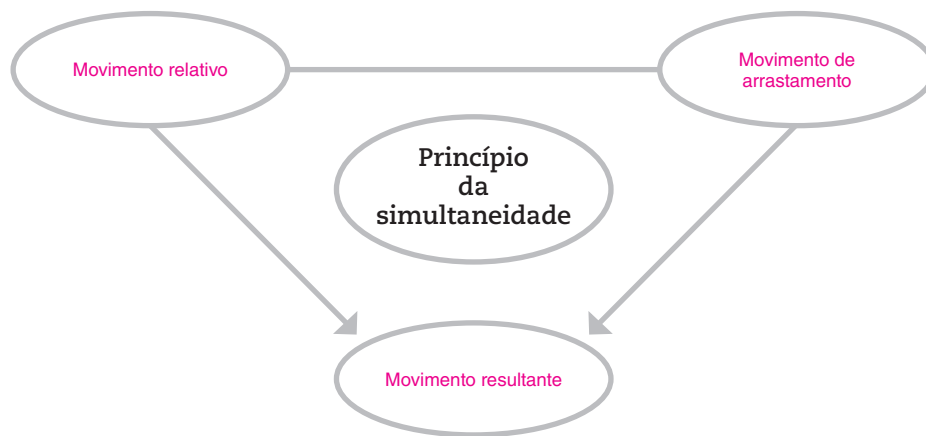 Movimento relativo
Movimento de
arrastamento
Princípio
da
simultaneidade
Movimento resultante